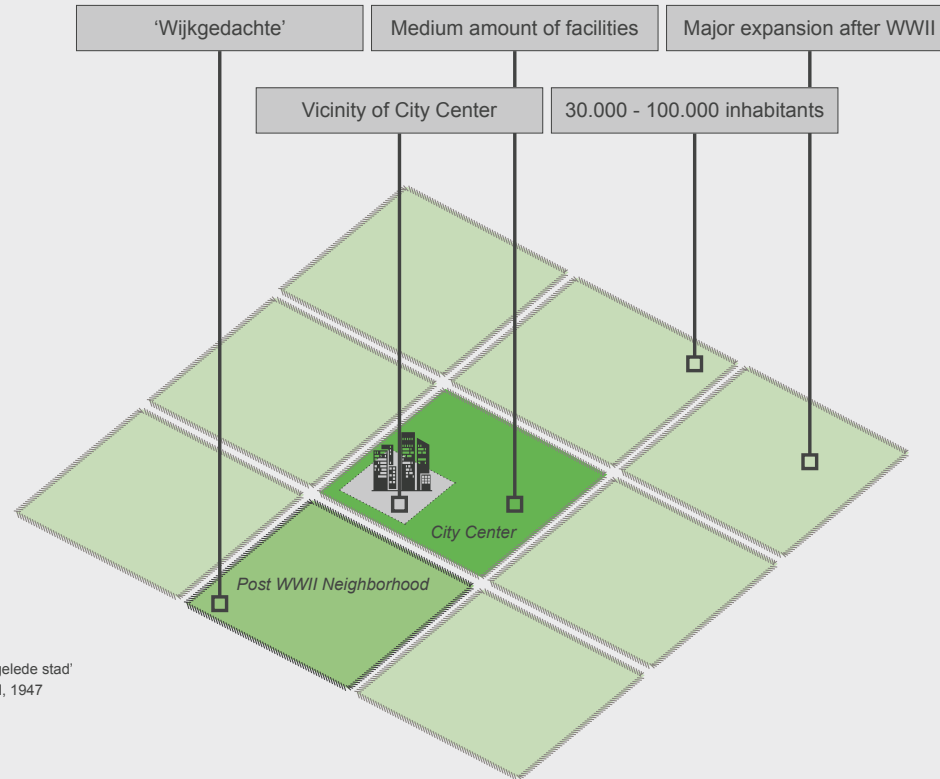 ‘Wijkgedachte’
Medium amount of facilities
Major expansion after WWII
Vicinity of City Center
30.000 - 100.000 inhabitants
City Center
Post WWII Neighborhood
stad’
1947